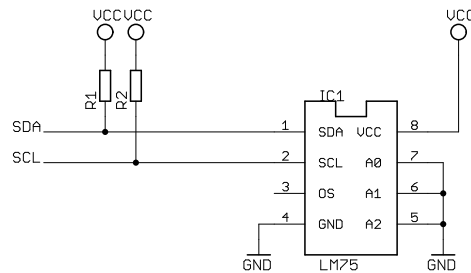 VCC VCC VCC
R1 R2
IC1
SDA 1 SDA VCC 8
SCL 2 SCL A0 7
3 OS A1 6
4 GND A2 5
GND LM75 GND